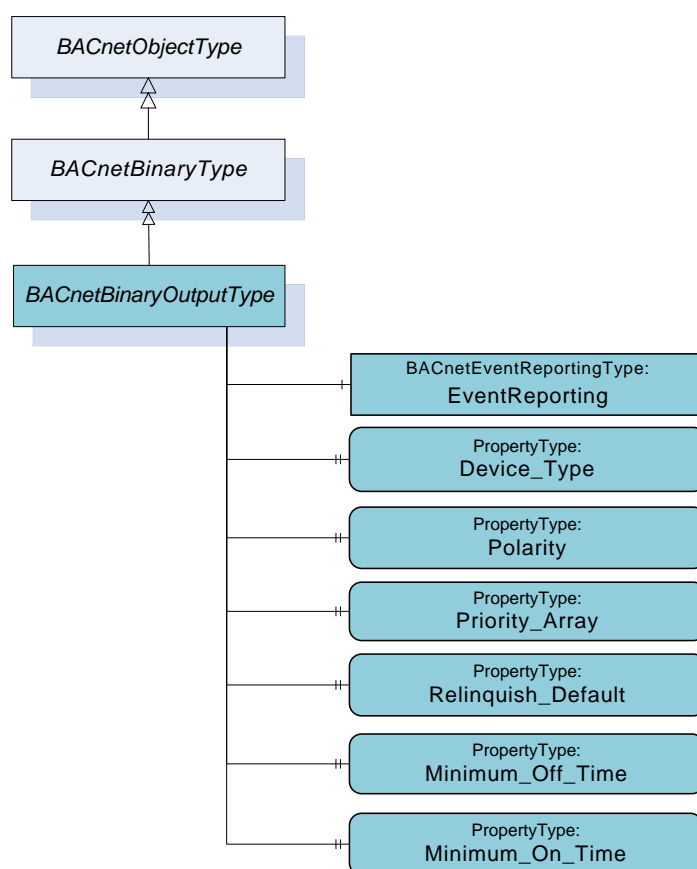 BACnetObjectType
BACnetBinaryType
BACnetBinaryOutputType
BACnetEventReportingType:
EventReporting
PropertyType:
Device_Type
PropertyType:
Polarity
PropertyType:
Priority_Array
PropertyType:
Relinquish_Default
PropertyType:
Minimum_Off_Time
PropertyType:
Minimum_On_Time